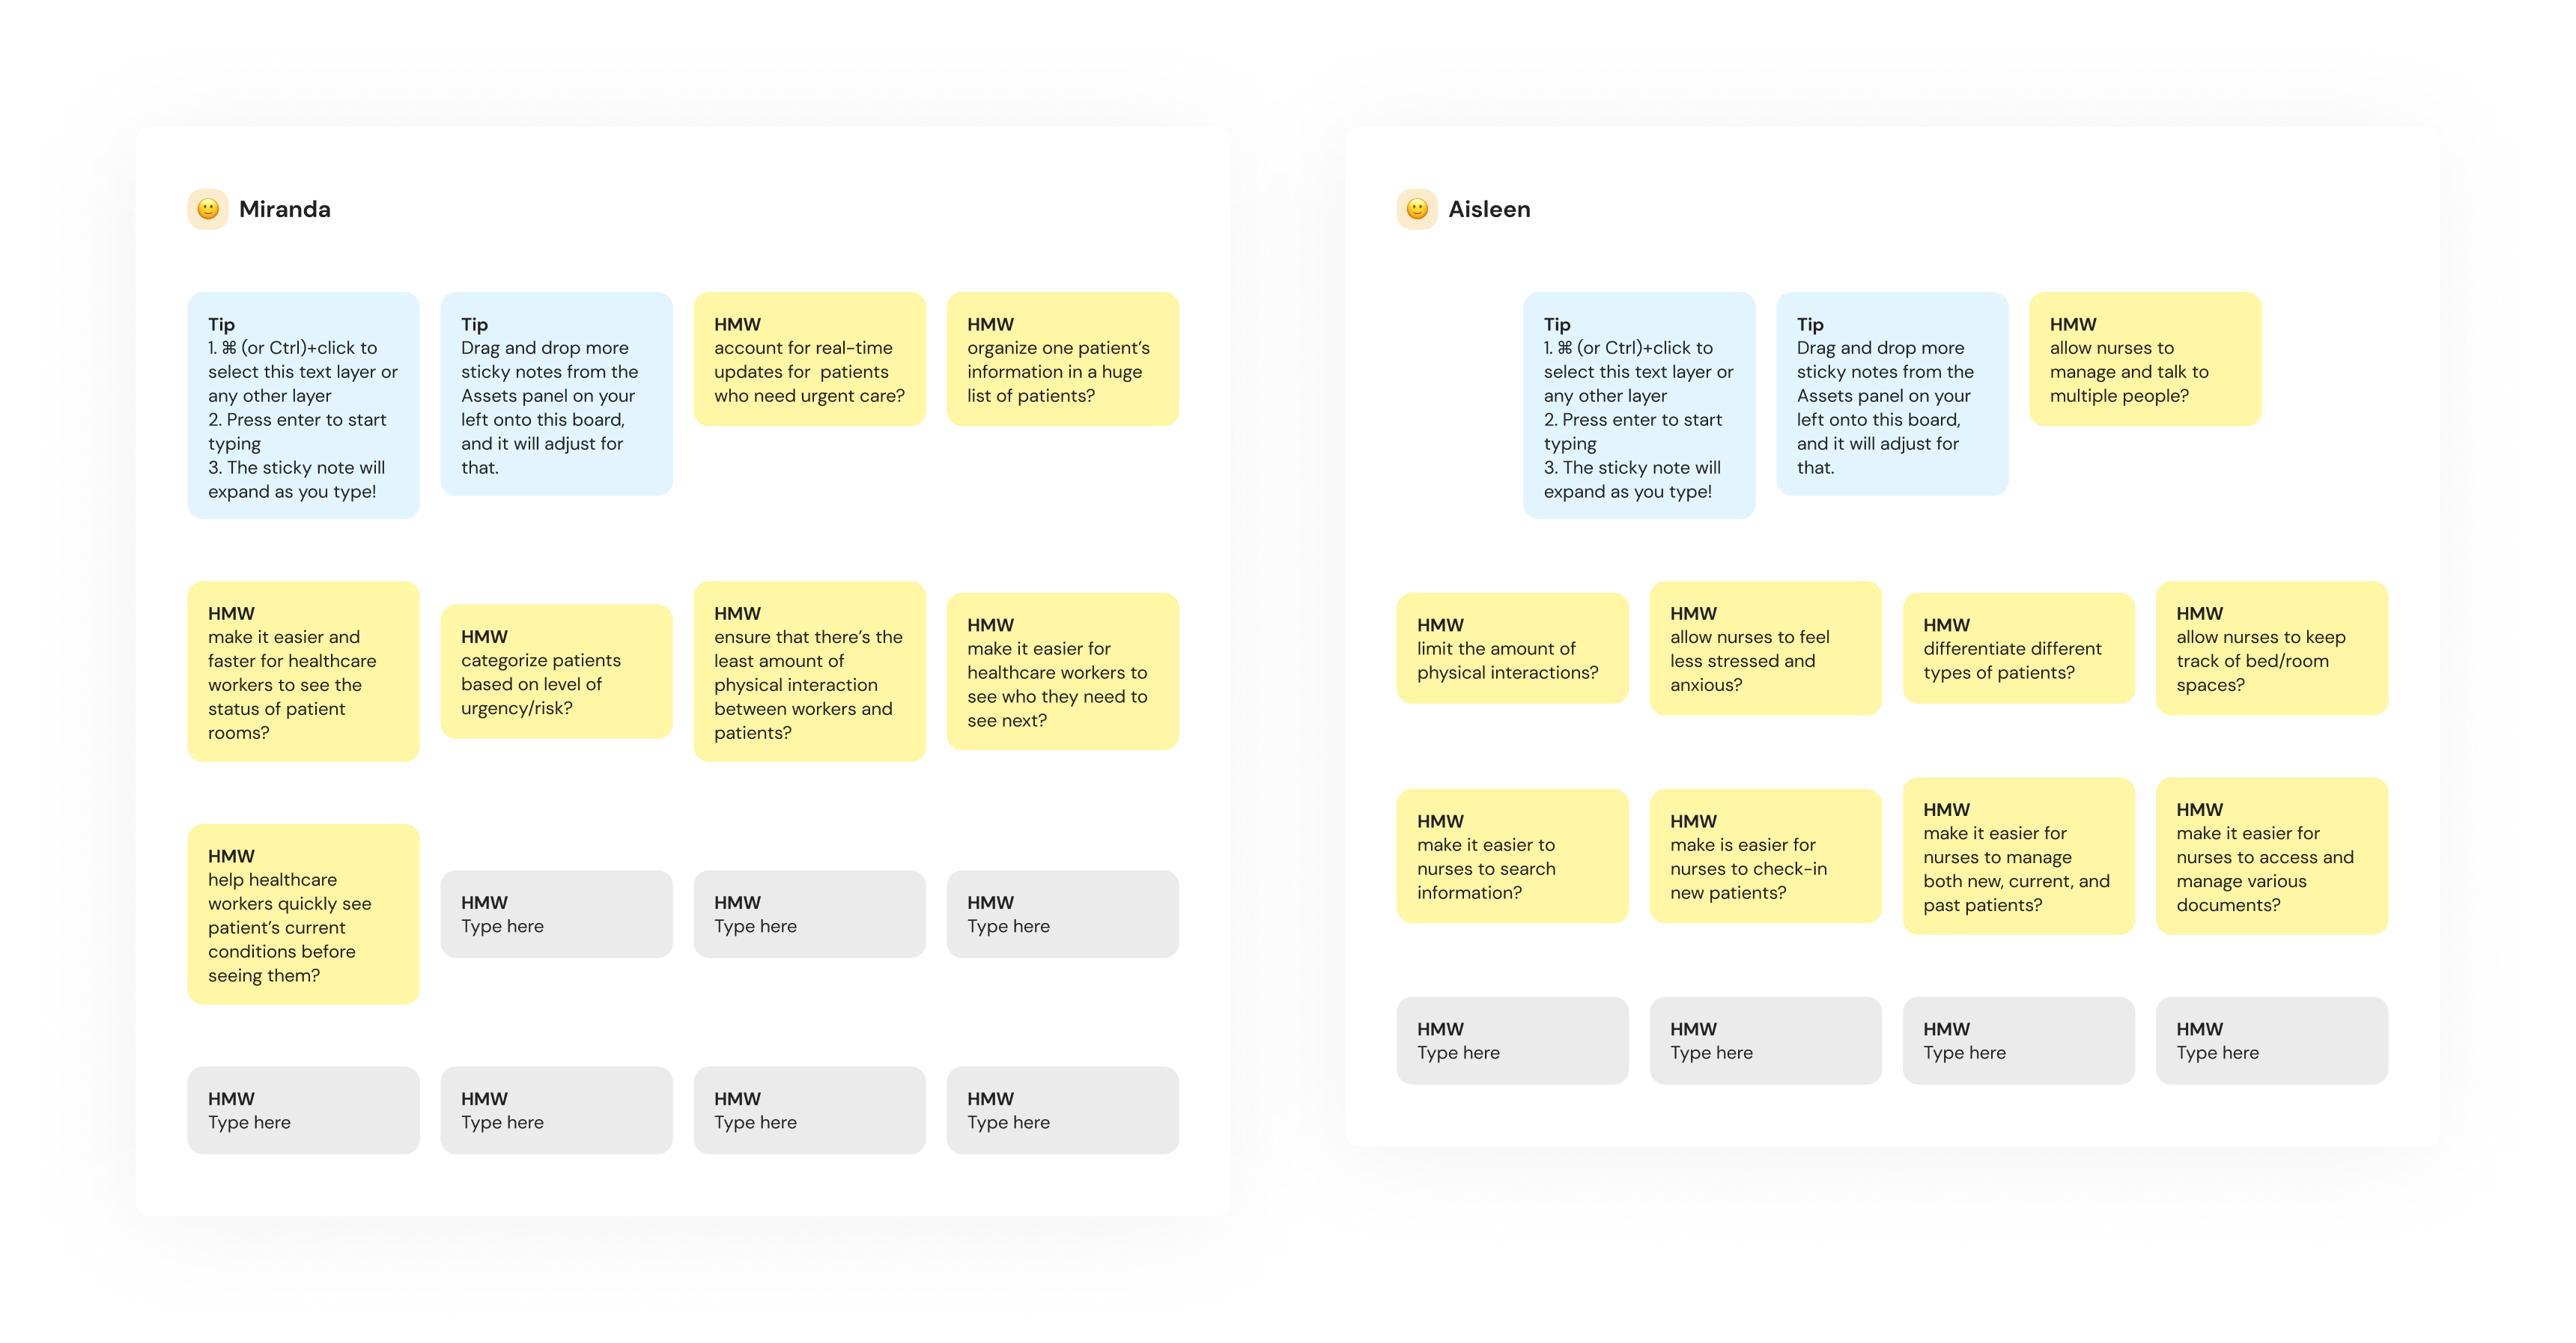 Miranda
Tip
1. ⌘ (or Ctrl)+click to
select this text layer or
any other layer
2. Press enter to start
typing
3. The sticky note will
expand as you type!
Tip
Drag and drop more
sticky notes from the
Assets panel on your
left onto this board,
and it will adjust for
that.
HMW
account for real-time
updates for  patients
who need urgent care?
HMW
organize one patient's
information in a huge
list of patients?
HMW
make it easier and
faster for healthcare
workers to see the
status of patient
rooms?
HMW
categorize patients
based on level of
urgency/risk?
HMW
ensure that there's the
least amount of
physical interaction
between workers and
patients?
HMW
make it easier for
healthcare workers to
see who they need to
see next?
HMW
help healthcare
workers quickly see
patient's current
conditions before
seeing them?
HMW
Type here
HMW
Type here
HMW
Type here
HMW
Type here
HMW
Type here
HMW
Type here
HMW
Type here
Aisleen
Tip
1. ⌘ (or Ctrl)+click to
select this text layer or
any other layer
2. Press enter to start
typing
3. The sticky note will
expand as you type!
Tip
Drag and drop more
sticky notes from the
Assets panel on your
left onto this board,
and it will adjust for
that.
HMW
allow nurses to
manage and talk to
multiple people?
HMW
limit the amount of
physical interactions?
HMW
allow nurses to feel
less stressed and
anxious?
HMW
differentiate different
types of patients?
HMW
allow nurses to keep
track of bed/room
spaces?
HMW
make it easier to
nurses to search
information?
HMW
make is easier for
nurses to check-in
new patients?
HMW
make it easier for
nurses to manage
both new, current, and
past patients?
HMW
make it easier for
nurses to access and
manage various
documents?
HMW
Type here
HMW
Type here
HMW
Type here
HMW
Type here